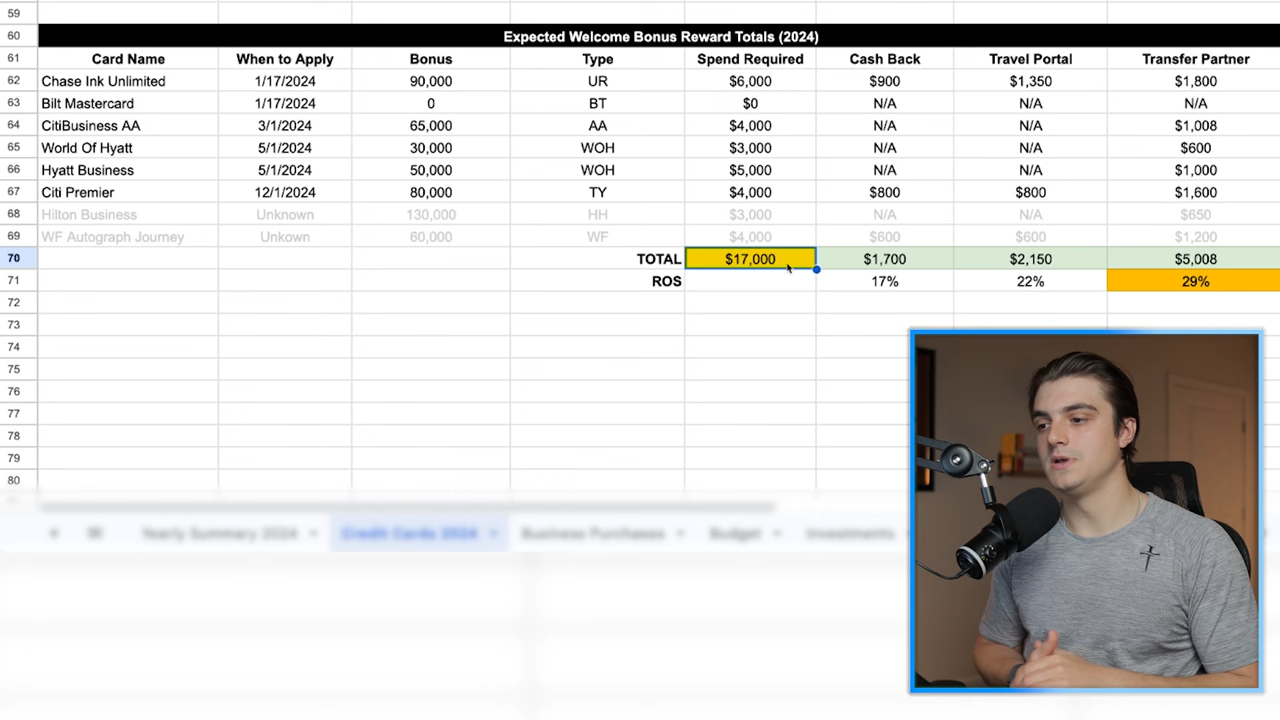 59
60 Expected Welcome Bonus Reward Totals (2024)
61 Card Name When to Apply Bonus Type Spend Required Cash Back Travel Portal Transfer Partner
62 Chase Ink Unlimited 1/17/2024 90,000 UR $6,000 $900 $1,350 $1,800
63 Bilt Mastercard 1/17/2024 0 BT $0 N/A N/A N/A
64 CitiBusiness AA 3/1/2024 65,000 AA $4,000 N/A N/A $1,008
65 World Of Hyatt 5/1/2024 30,000 WOH $3,000 N/A N/A $600
66 Hyatt Business 5/1/2024 50,000 WOH $5,000 N/A N/A $1,000
67 Citi Premier 12/1/2024 80,000 TY $4,000 $800 $800 $1,600
68 Hilton Business Unknown 130,000 HH $3,000 N/A N/A $650
69 WF Autograph Journey Unkown 60,000 WF $4,000 $600 $600 $1,200
70 TOTAL $17,000 $1,700 $2,150 $5,008
71 ROS 17% 22% 29%
72
73
74
75
76
77
78
79
80
Yearly Summary 2024 Credit Cards 2024 Business Purchases Budget Investments